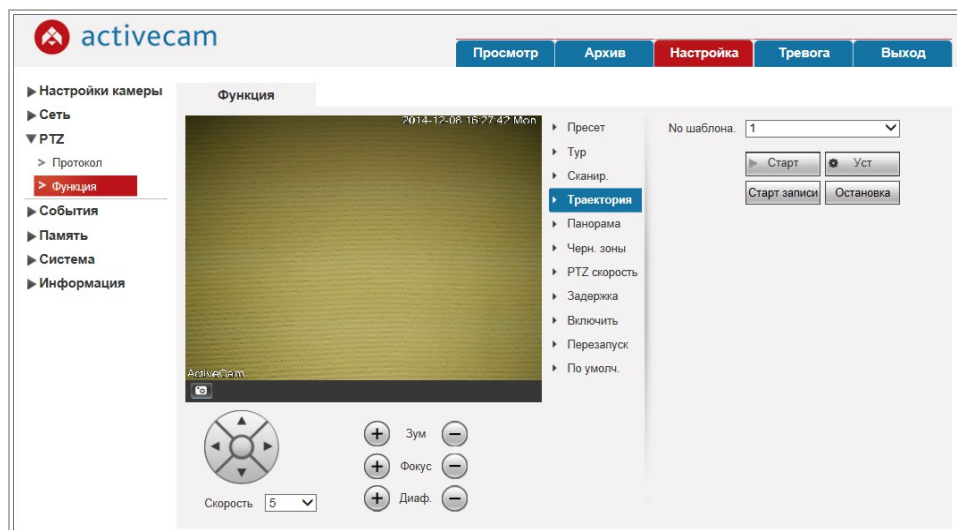 activecam
Просмотр Архив Настройка Тревога Выход
Настройки камеры
Сеть
PTZ
> Протокол
> Функция
События
Память
Система
Информация
Функция
2014-12-08 16:27:42 Mon
ActiveCam
Пресет
Тур
Сканир.
Траектория
Панорама
Черн. зоны
PTZ скорость
Задержка
Включить
Перезапуск
По умолч.
No шаблона. 1
Старт Уст
Старт записи Остановка
Зум
Фокус
Диаф.
Скорость 5